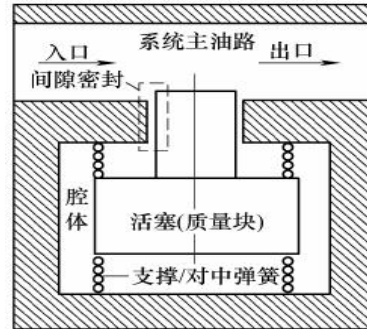 系统主油路
入口
出口
间隙密封
腔体
活塞(质量块)
支撑/对中弹簧